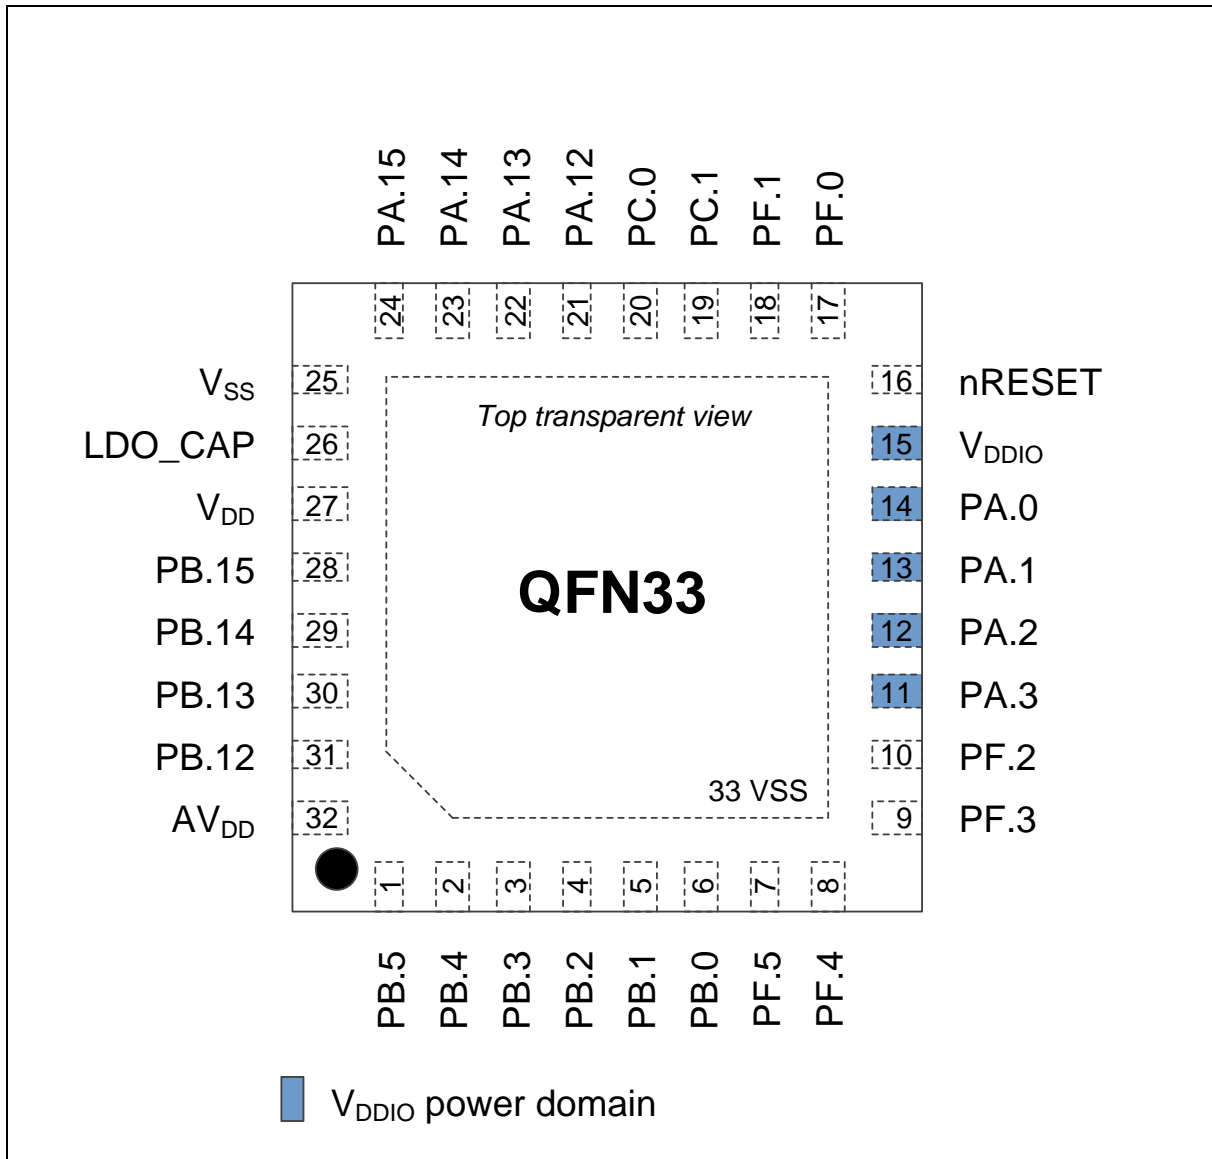 PA.15 PA.14 PA.13 PA.12 PC.0 PC.1 PF.1 PF.0
24 23 22 21 20 19 18 17
VSS 25 16 nRESET
Top transparent view
LDO_CAP 26 15 VDDIO
VDD 27 14 PA.0
PB.15 28 13 PA.1
QFN33
PB.14 29 12 PA.2
PB.13 30 11 PA.3
PB.12 31 10 PF.2
33 VSS
AVDD 32 9 PF.3
1 2 3 4 5 6 7 8
PB.5 PB.4 PB.3 PB.2 PB.1 PB.0 PF.5 PF.4
VDDIO power domain